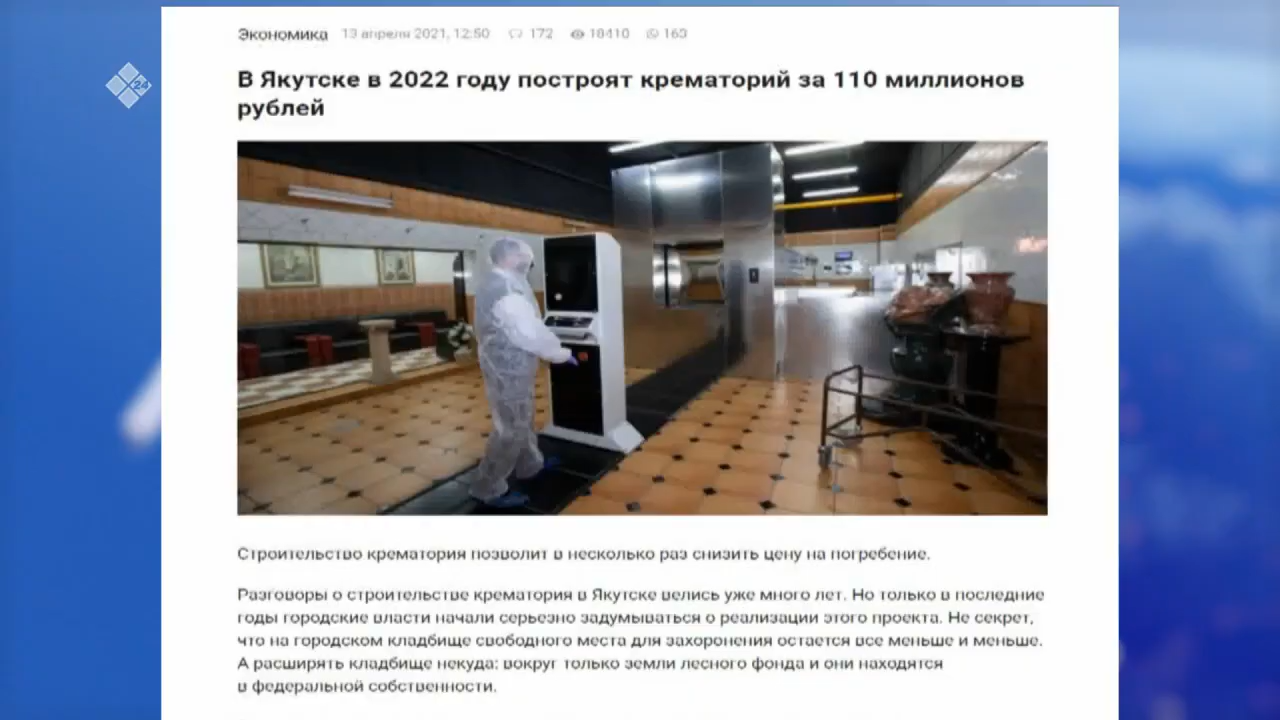 Экономика 13 апреля 2021, 12:50 172 18410 163
X24
В Якутске в 2022 году построят крематорий за 110 миллионов
рублей
Строительство крематория позволит в несколько раз снизить цену на погребение.
Разговоры о строительстве крематория в Якутске велись уже много лет. Но только в последние
годы городские власти начали серьезно задумываться о реализации этого проекта. Не секрет,
что на городском кладбище свободного места для захоронения остается все меньше и меньше.
А расширять кладбище некуда: вокруг только земли лесного фонда и они находятся
в федеральной собственности.